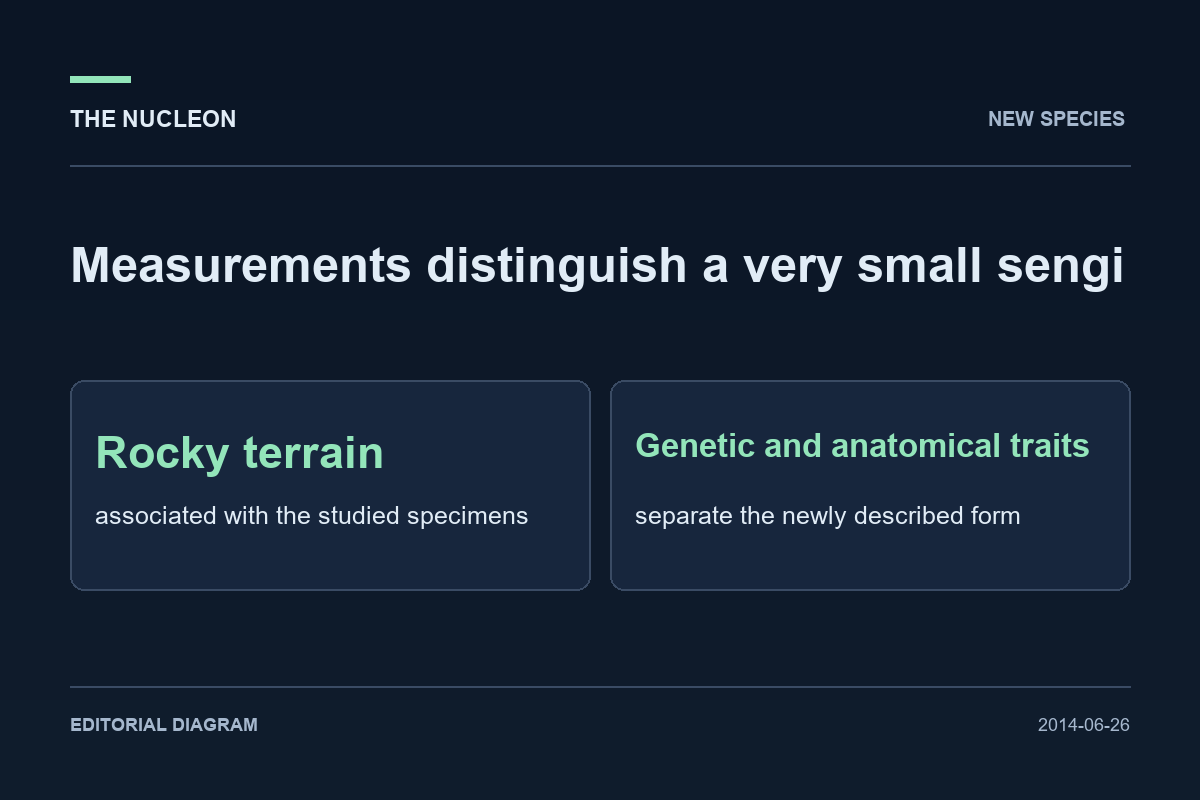 THE NUCLEON
NEW SPECIES
Measurements distinguish a very small sengi
Rocky terrain
associated with the studied specimens
Genetic and anatomical traits
separate the newly described form
EDITORIAL DIAGRAM
2014-06-26